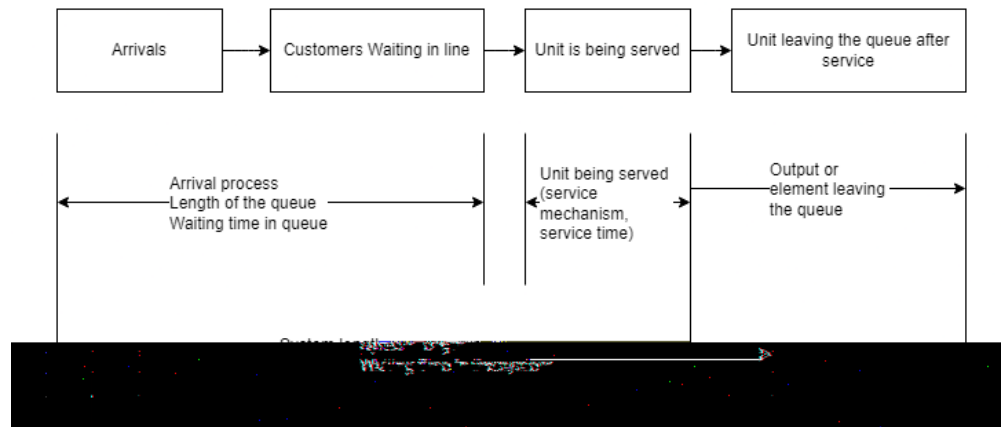 Arrivals
Customers Waiting in line
Unit is being served
Unit leaving the queue after
service
Arrival process
Length of the queue
Waiting time in queue
Unit being served
(service
mechanism,
service time)
Output or
element leaving
the queue